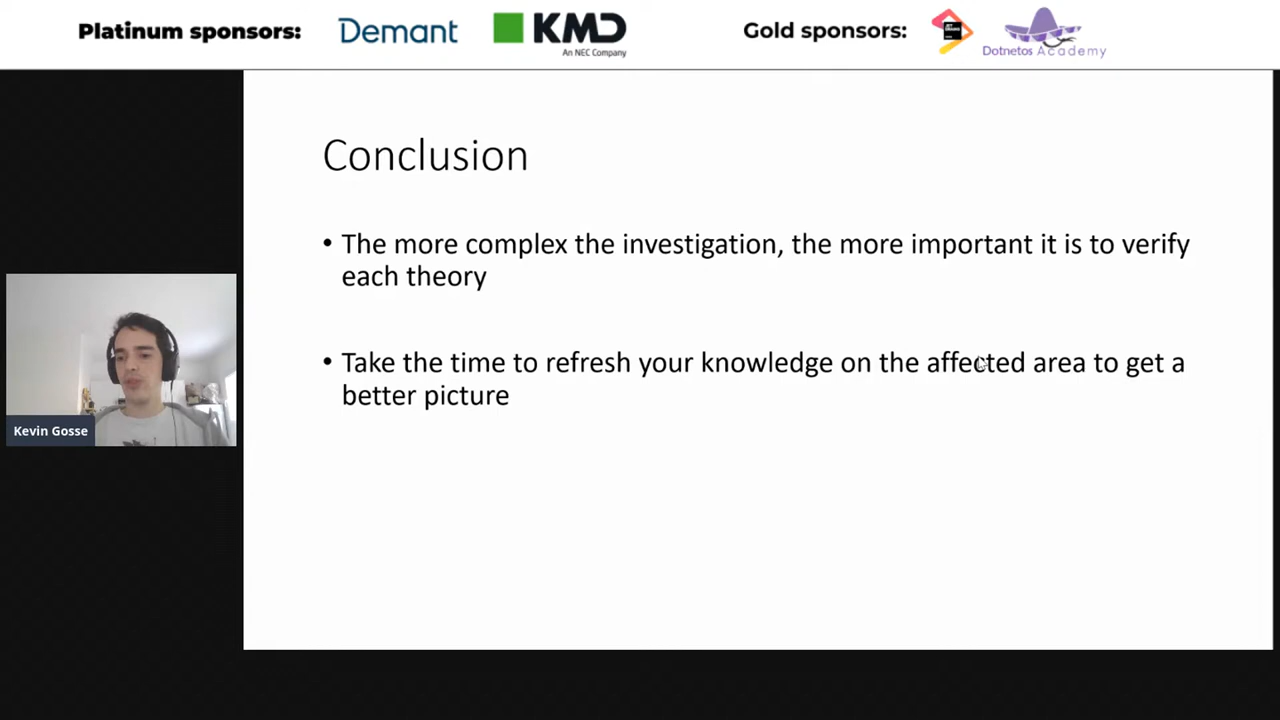 Platinum sponsors:
Demant
KMD
An NEC Company
Gold sponsors:
JET
BRAINS
Dotnetos Academy
Conclusion
• The more complex the investigation, the more important it is to verify
each theory
• Take the time to refresh your knowledge on the affected area to get a
better picture
Kevin Gosse